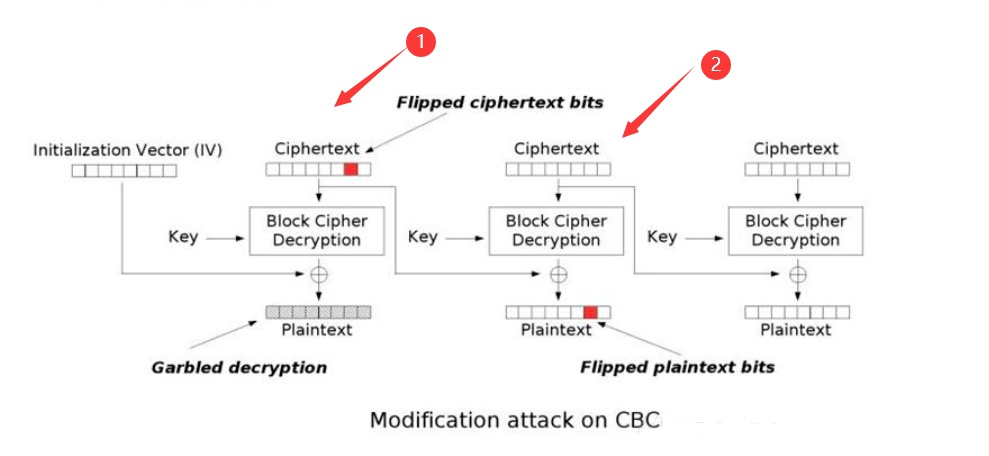 1
2
Flipped ciphertext bits
Initialization Vector (IV)
Ciphertext
Ciphertext
Ciphertext
Key
Block Cipher
Decryption
Key
Block Cipher
Decryption
Key
Block Cipher
Decryption
Plaintext
Plaintext
Plaintext
Garbled decryption
Flipped plaintext bits
Modification attack on CBC